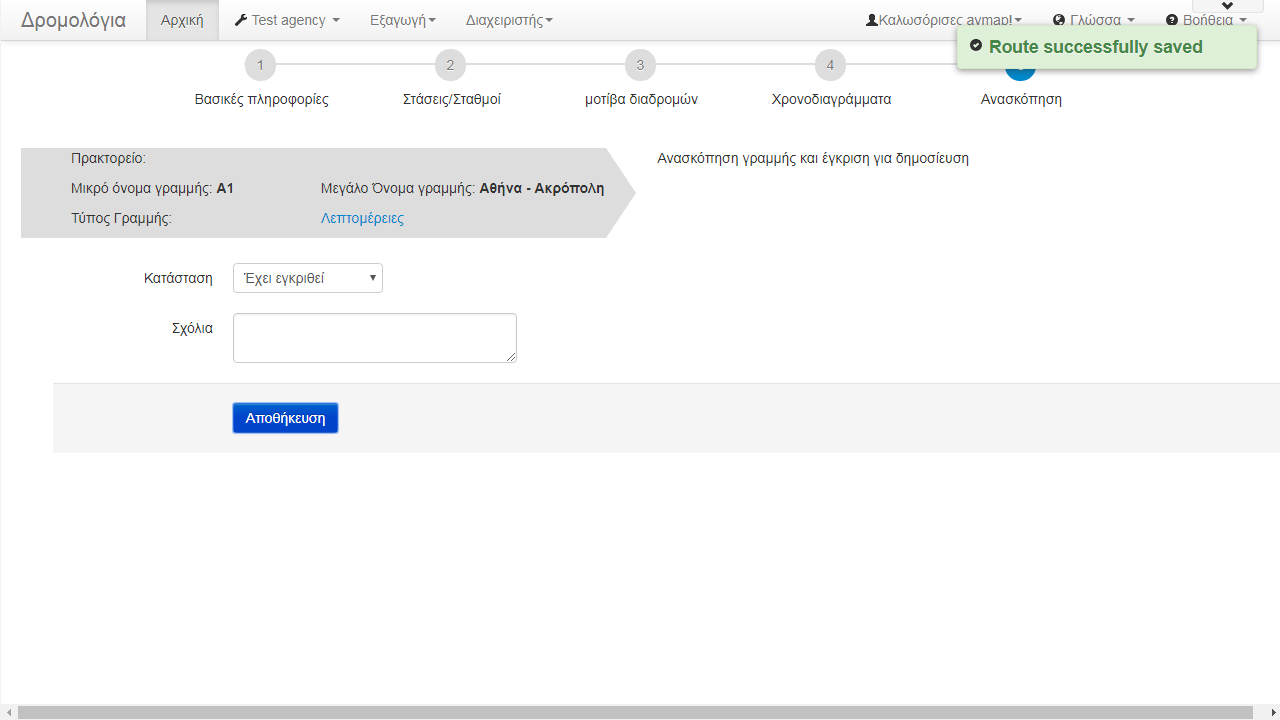 Δρομολόγια Αρχική Test agency Εξαγωγή Διαχειριστής Καλωσόρισες avmap! Γλώσσα Βοήθεια
Route successfully saved
1 2 3 4
Βασικές πληροφορίες Στάσεις/Σταθμοί μοτίβα διαδρομών Χρονοδιαγράμματα Ανασκόπηση
Πρακτορείο:
Μικρό όνομα γραμμής: A1 Μεγάλο Όνομα γραμμής: Αθήνα - Ακρόπολη
Τύπος Γραμμής: Λεπτομέρειες
Ανασκόπηση γραμμής και έγκριση για δημοσίευση
Κατάσταση Έχει εγκριθεί
Σχόλια
Αποθήκευση